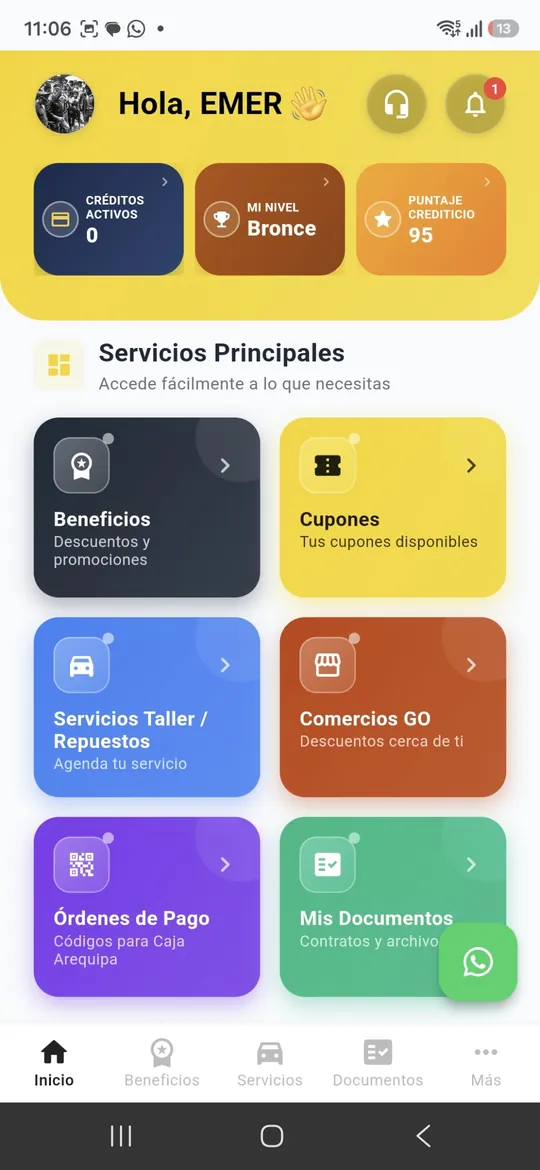 11:06
5
13
Hola, EMER 👋
1
CRÉDITOS
ACTIVOS
0
MI NIVEL
Bronce
PUNTAJE
CREDITICIO
95
Servicios Principales
Accede fácilmente a lo que necesitas
Beneficios
Descuentos y
promociones
Cupones
Tus cupones disponibles
Servicios Taller /
Repuestos
Agenda tu servicio
Comercios GO
Descuentos cerca de ti
Órdenes de Pago
Códigos para Caja
Arequipa
Mis Documentos
Contratos y archivo
Inicio
Beneficios
Servicios
Documentos
Más